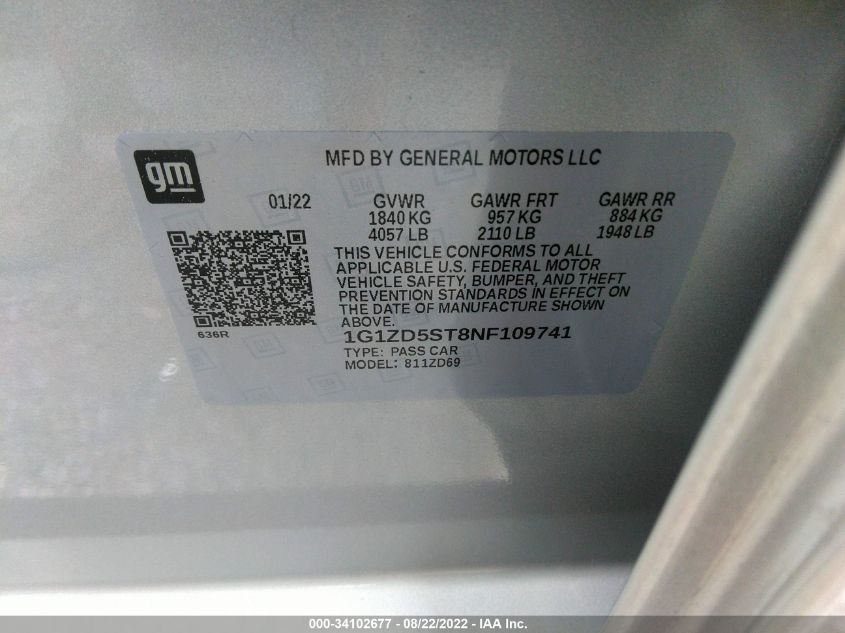 gm
MFD BY GENERAL MOTORS LLC
01/22 GVWR GAWR FRT GAWR RR
1840 KG 957 KG 884 KG
4057 LB 2110 LB 1948 LB
THIS VEHICLE CONFORMS TO ALL
APPLICABLE U.S. FEDERAL MOTOR
VEHICLE SAFETY, BUMPER, AND THEFT
PREVENTION STANDARDS IN EFFECT ON
THE DATE OF MANUFACTURE SHOWN
ABOVE.
636R
1G1ZD5ST8NF109741
TYPE: PASS CAR
MODEL: 811ZD69
000-34102677 - 08/22/2022 - IAAI.com.